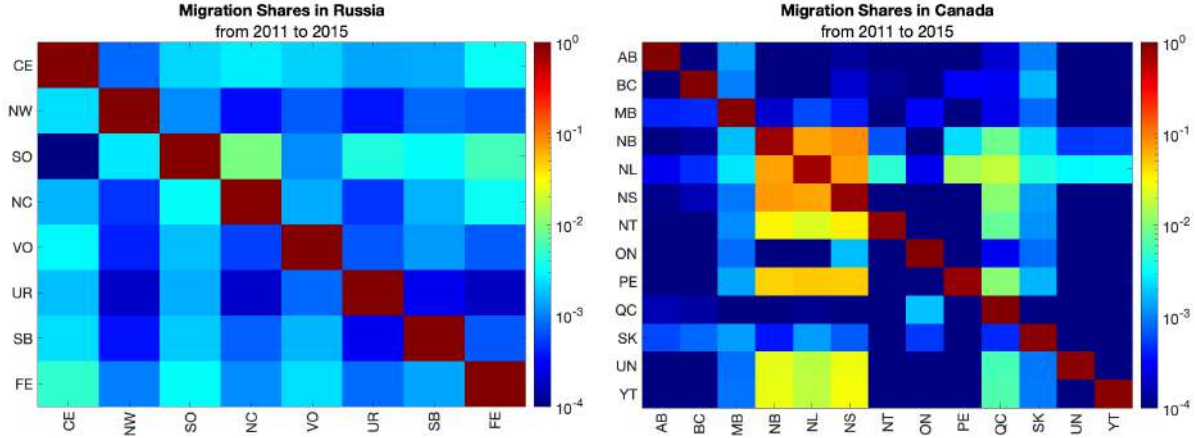 Migration Shares in Russia
from 2011 to 2015
CE
NW
SO
NC
VO
UR
SB
FE
CE NW SO NC VO UR SB FE
10^0
10^-1
10^-2
10^-3
10^-4
Migration Shares in Canada
from 2011 to 2015
AB
BC
MB
NB
NL
NS
NT
ON
PE
QC
SK
UN
YT
AB BC MB NB NL NS NT ON PE QC SK UN YT
10^0
10^-1
10^-2
10^-3
10^-4